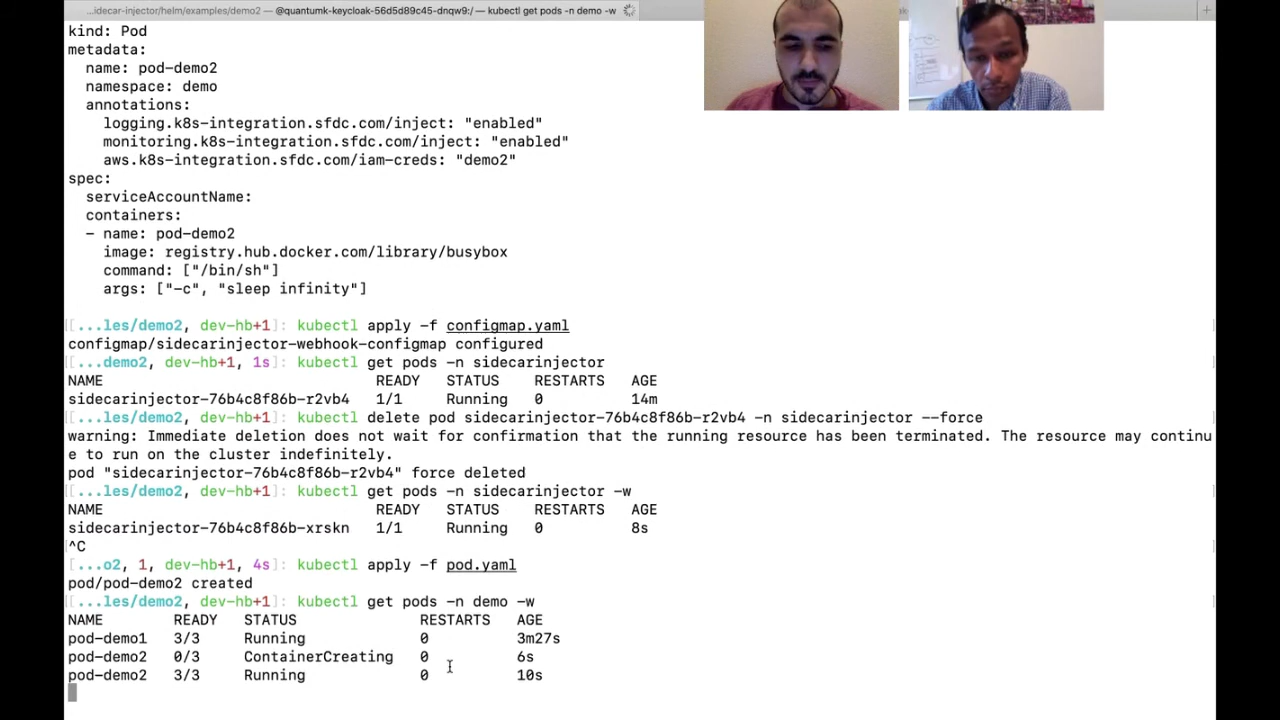 ...idecar-injector/helm/examples/demo2 — @quantumk-keycloak-56d5d89c45-dnqw9:/ — kubectl get pods -n demo -w
kind: Pod
metadata:
  name: pod-demo2
  namespace: demo
  annotations:
    logging.k8s-integration.sfdc.com/inject: "enabled"
    monitoring.k8s-integration.sfdc.com/inject: "enabled"
    aws.k8s-integration.sfdc.com/iam-creds: "demo2"
spec:
  serviceAccountName:
  containers:
  - name: pod-demo2
    image: registry.hub.docker.com/library/busybox
    command: ["/bin/sh"]
    args: ["-c", "sleep infinity"]
[...les/demo2, dev-hb+1]: kubectl apply -f configmap.yaml
configmap/sidecarinjector-webhook-configmap configured
[...demo2, dev-hb+1, 1s]: kubectl get pods -n sidecarinjector
NAME READY STATUS RESTARTS AGE
sidecarinjector-76b4c8f86b-r2vb4 1/1 Running 0 14m
[...les/demo2, dev-hb+1]: kubectl delete pod sidecarinjector-76b4c8f86b-r2vb4 -n sidecarinjector --force
warning: Immediate deletion does not wait for confirmation that the running resource has been terminated. The resource may continu
e to run on the cluster indefinitely.
pod "sidecarinjector-76b4c8f86b-r2vb4" force deleted
[...les/demo2, dev-hb+1]: kubectl get pods -n sidecarinjector -w
NAME READY STATUS RESTARTS AGE
sidecarinjector-76b4c8f86b-xrskn 1/1 Running 0 8s
^C
[...o2, 1, dev-hb+1, 4s]: kubectl apply -f pod.yaml
pod/pod-demo2 created
[...les/demo2, dev-hb+1]: kubectl get pods -n demo -w
NAME READY STATUS RESTARTS AGE
pod-demo1 3/3 Running 0 3m27s
pod-demo2 0/3 ContainerCreating 0 6s
pod-demo2 3/3 Running 0 10s